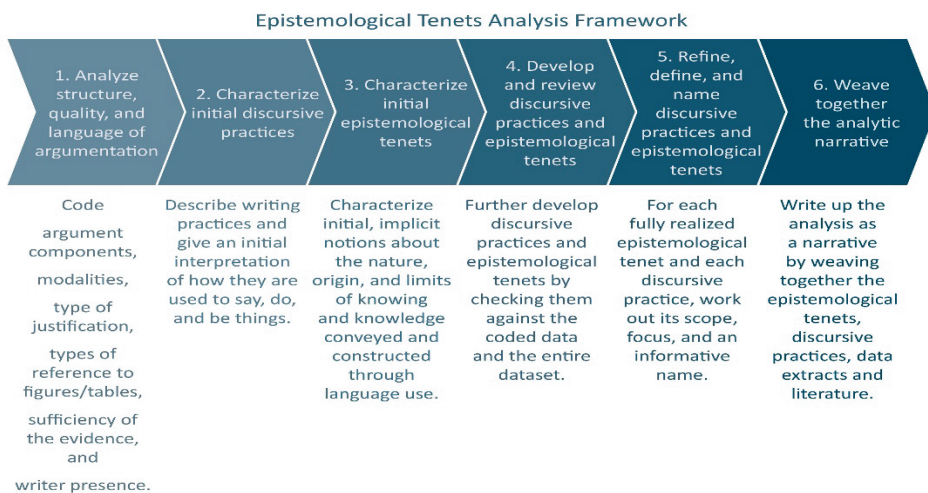 Epistemological Tenets Analysis Framework
1. Analyze
structure,
quality, and
language of
argumentation
2. Characterize
initial discursive
practices
3. Characterize
initial
epistemological
tenets
4. Develop
and review
discursive
practices and
epistemological
tenets
5. Refine,
define, and
name
discursive
practices and
epistemological
tenets
6. Weave
together
the analytic
narrative
Code
argument
components,
modalities,
type of
justification,
types of
reference to
figures/tables,
sufficiency of
the evidence,
and
writer presence.
Describe writing
practices and
give an initial
interpretation
of how they are
used to say, do,
and be things.
Characterize
initial, implicit
notions about
the nature,
origin, and limits
of knowing
and knowledge
conveyed and
constructed
through
language use.
Further develop
discursive
practices and
epistemological
tenets by
checking them
against the
coded data
and the entire
dataset.
For each
fully realized
epistemological
tenet and each
discursive
practice, work
out its scope,
focus, and an
informative
name.
Write up the
analysis as
a narrative
by weaving
together the
epistemological
tenets,
discursive
practices, data
extracts and
literature.